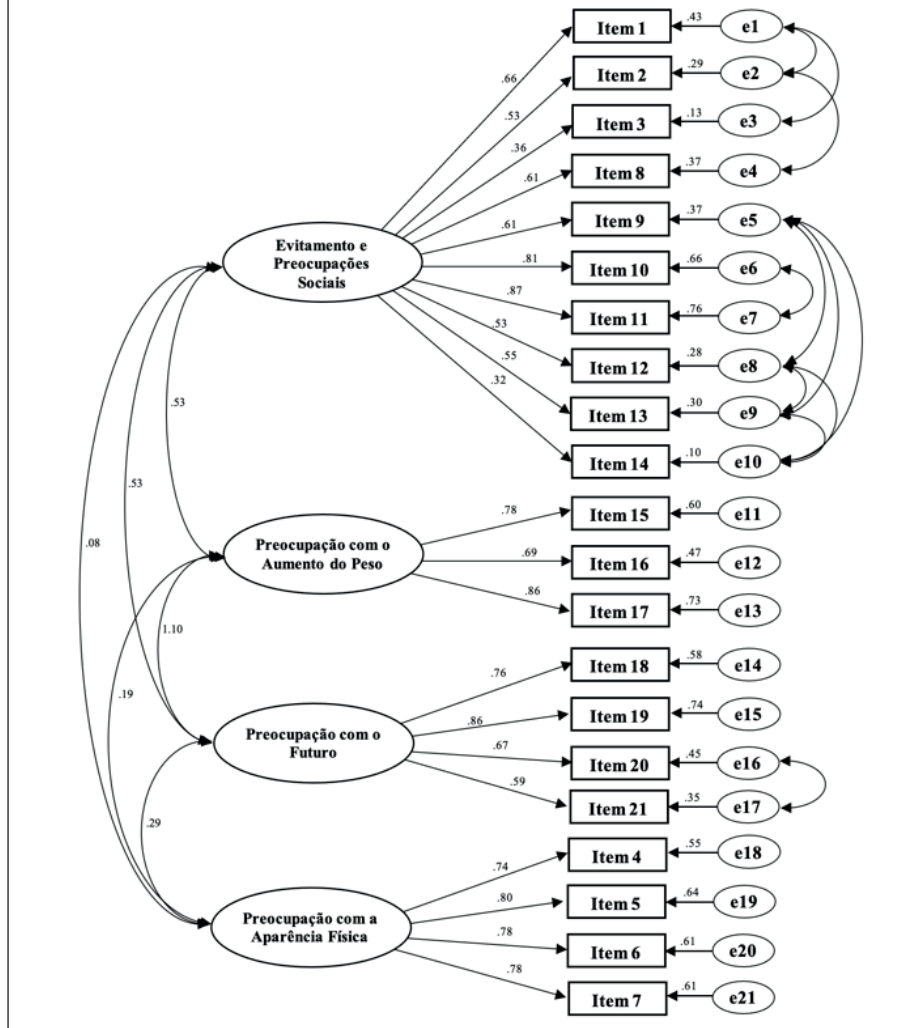 Item 1
.43
e1
Item 2
.29
e2
Item 3
.13
e3
Item 8
.37
e4
Item 9
.37
e5
Item 10
.66
e6
Item 11
.76
e7
Item 12
.28
e8
Item 13
.30
e9
Item 14
.10
e10
.66
.53
.36
.61
.61
.81
.87
.53
.55
.32
Evitamento e
Preocupações
Sociais
.53
.53
.08
Preocupação com o
Aumento do Peso
.78
.69
.86
Item 15
.60
e11
Item 16
.47
e12
Item 17
.73
e13
1.10
.19
Preocupação com o
Futuro
.76
.86
.67
.59
Item 18
.58
e14
Item 19
.74
e15
Item 20
.45
e16
Item 21
.35
e17
.29
Preocupação com a
Aparência Física
.74
.80
.78
.78
Item 4
.55
e18
Item 5
.64
e19
Item 6
.61
e20
Item 7
.61
e21